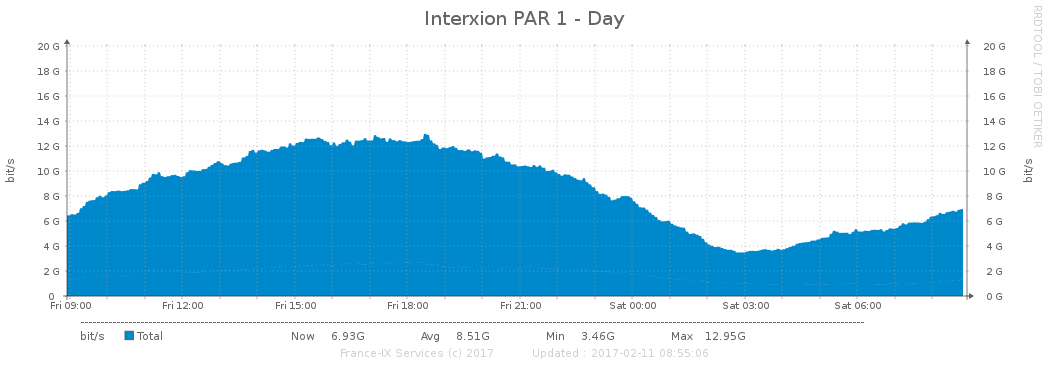 Interxion PAR 1 - Day
RRDTOOL / TOBI OETIKER
bit/s
20 G 20 G
18 G 18 G
16 G 16 G
14 G 14 G
12 G 12 G
10 G 10 G
8 G 8 G
6 G 6 G
4 G 4 G
2 G 2 G
0 0 G
bit/s
Fri 09:00 Fri 12:00 Fri 15:00 Fri 18:00 Fri 21:00 Sat 00:00 Sat 03:00 Sat 06:00
bit/s Total Now 6.93G Avg 8.51G Min 3.46G Max 12.95G
France-IX Services (c) 2017 Updated : 2017-02-11 08:55:06